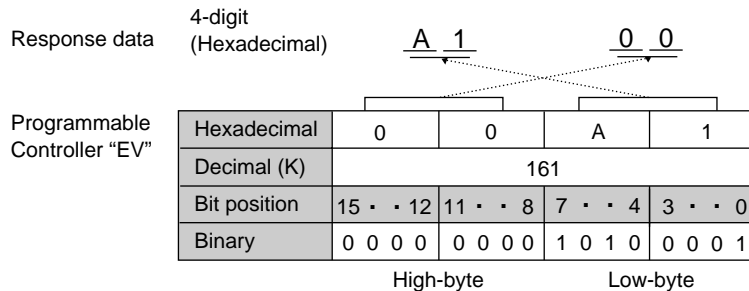 4-digit
Response data (Hexadecimal) A 1 0 0
Programmable
Controller “EV”
Hexadecimal 0 0 A 1
Decimal (K) 161
Bit position 15 · · 12 11 · · 8 7 · · 4 3 · · 0
Binary 0 0 0 0 0 0 0 0 1 0 1 0 0 0 0 1
High-byte Low-byte